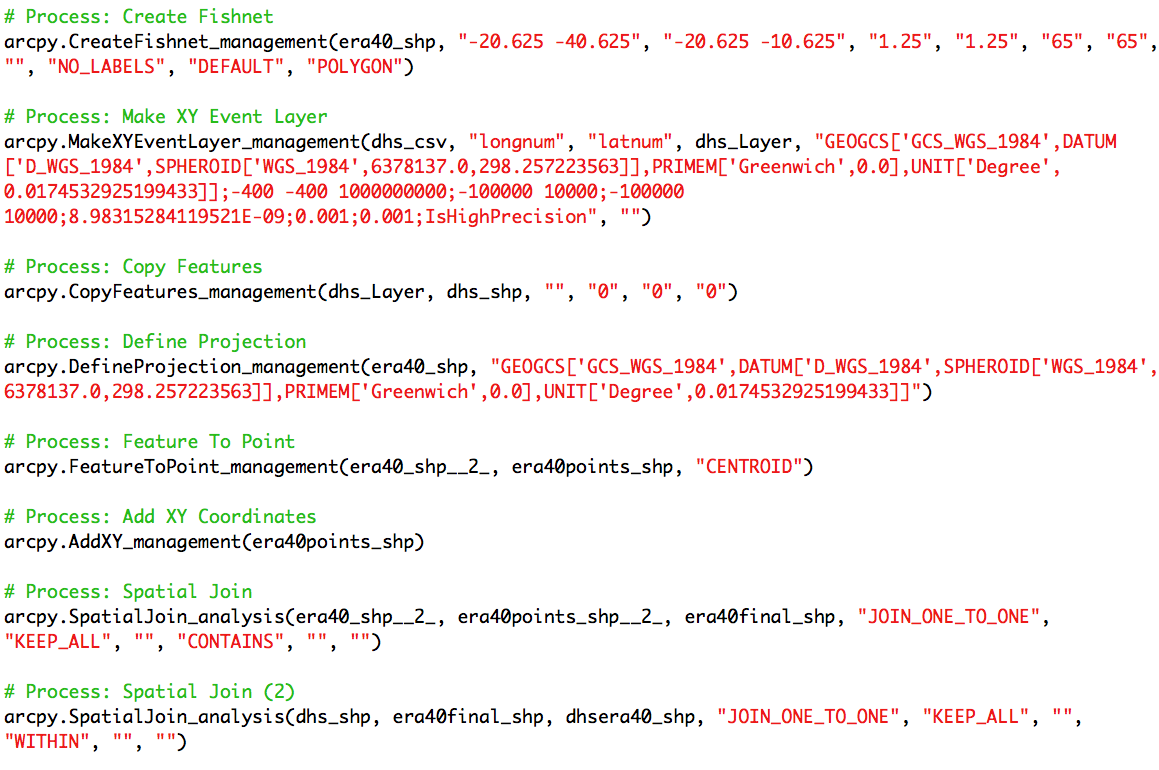 # Process: Create Fishnet
arcpy.CreateFishnet_management(era40_shp, "-20.625 -40.625", "-20.625 -10.625", "1.25", "1.25", "65", "65",
"", "NO_LABELS", "DEFAULT", "POLYGON")
# Process: Make XY Event Layer
arcpy.MakeXYEventLayer_management(dhs_csv, "longnum", "latnum", dhs_Layer, "GEOGCS['GCS_WGS_1984',DATUM
['D_WGS_1984',SPHEROID['WGS_1984',6378137.0,298.257223563]],PRIMEM['Greenwich',0.0],UNIT['Degree',
0.0174532925199433]];-400 -400 1000000000;-100000 10000;-100000
10000;8.98315284119521E-09;0.001;0.001;IsHighPrecision", "")
# Process: Copy Features
arcpy.CopyFeatures_management(dhs_Layer, dhs_shp, "", "0", "0", "0")
# Process: Define Projection
arcpy.DefineProjection_management(era40_shp, "GEOGCS['GCS_WGS_1984',DATUM['D_WGS_1984',SPHEROID['WGS_1984',
6378137.0,298.257223563]],PRIMEM['Greenwich',0.0],UNIT['Degree',0.0174532925199433]]")
# Process: Feature To Point
arcpy.FeatureToPoint_management(era40_shp__2_, era40points_shp, "CENTROID")
# Process: Add XY Coordinates
arcpy.AddXY_management(era40points_shp)
# Process: Spatial Join
arcpy.SpatialJoin_analysis(era40_shp__2_, era40points_shp__2_, era40final_shp, "JOIN_ONE_TO_ONE",
"KEEP_ALL", "", "CONTAINS", "", "")
# Process: Spatial Join (2)
arcpy.SpatialJoin_analysis(dhs_shp, era40final_shp, dhsera40_shp, "JOIN_ONE_TO_ONE", "KEEP_ALL", "",
"WITHIN", "", "")